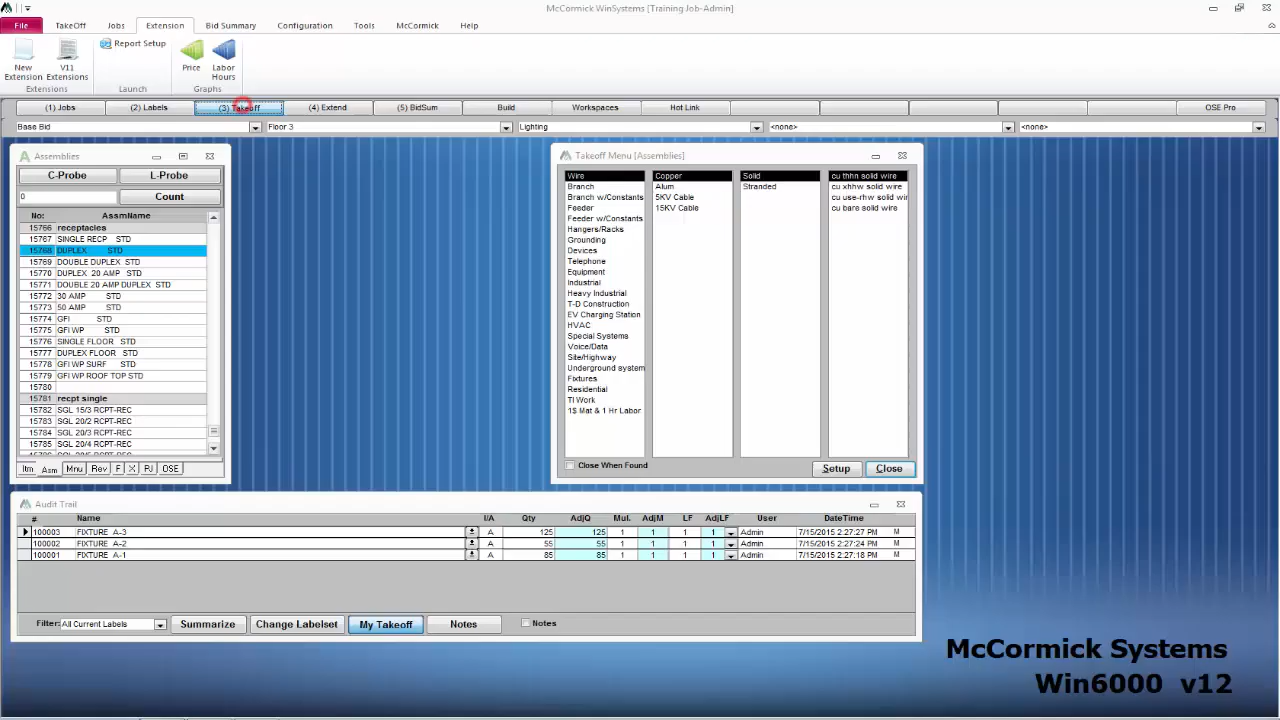 McCormick WinSystems [Training Job-Admin]
File TakeOff Jobs Extension Bid Summary Configuration Tools McCormick Help
New Extension
V11 Extensions
Report Setup
Price
Labor Hours
Extensions Launch Graphs
(1) Jobs (2) Labels (3) Takeoff (4) Extend (5) BidSum Build Workspaces Hot Link OSE Pro
Base Bid Floor 3 Lighting <none> <none>
Assemblies
C-Probe L-Probe
0 Count
No: AssmName
15766 receptacles
15767 SINGLE RECP STD
15768 DUPLEX STD
15769 DOUBLE DUPLEX STD
15770 DUPLEX 20 AMP STD
15771 DOUBLE 20 AMP DUPLEX STD
15772 30 AMP STD
15773 50 AMP STD
15774 GFI STD
15775 GFI WP STD
15776 SINGLE FLOOR STD
15777 DUPLEX FLOOR STD
15778 GFI WP SURF STD
15779 GFI WP ROOF TOP STD
15780
15781 recpt single
15782 SGL 15/3 RCPT-REC
15783 SGL 20/2 RCPT-REC
15784 SGL 20/3 RCPT-REC
15785 SGL 20/4 RCPT-REC
Itm Asm Mnu Rev F X PJ OSE
Takeoff Menu [Assemblies]
Wire Copper Solid cu thhn solid wire
Branch Alum Stranded cu xhhw solid wire
Branch w/Constants 5KV Cable cu use-rhw solid wir
Feeder 15KV Cable cu bare solid wire
Feeder w/Constants
Hangers/Racks
Grounding
Devices
Telephone
Equipment
Industrial
Heavy Industrial
T-D Construction
EV Charging Station
HVAC
Special Systems
Voice/Data
Site/Highway
Underground system
Fixtures
Residential
TI Work
1$ Mat & 1 Hr Labor
Close When Found Setup Close
Audit Trail
# Name I/A Qty AdjQ Mul. AdjM LF AdjLF User DateTime
100003 FIXTURE A-3 A 125 125 1 1 1 1 Admin 7/15/2015 2:27:27 PM M
100002 FIXTURE A-2 A 55 55 1 1 1 1 Admin 7/15/2015 2:27:24 PM M
100001 FIXTURE A-1 A 85 85 1 1 1 1 Admin 7/15/2015 2:27:18 PM M
Filter: All Current Labels Summarize Change Labelset My Takeoff Notes Notes
McCormick Systems
Win6000 v12